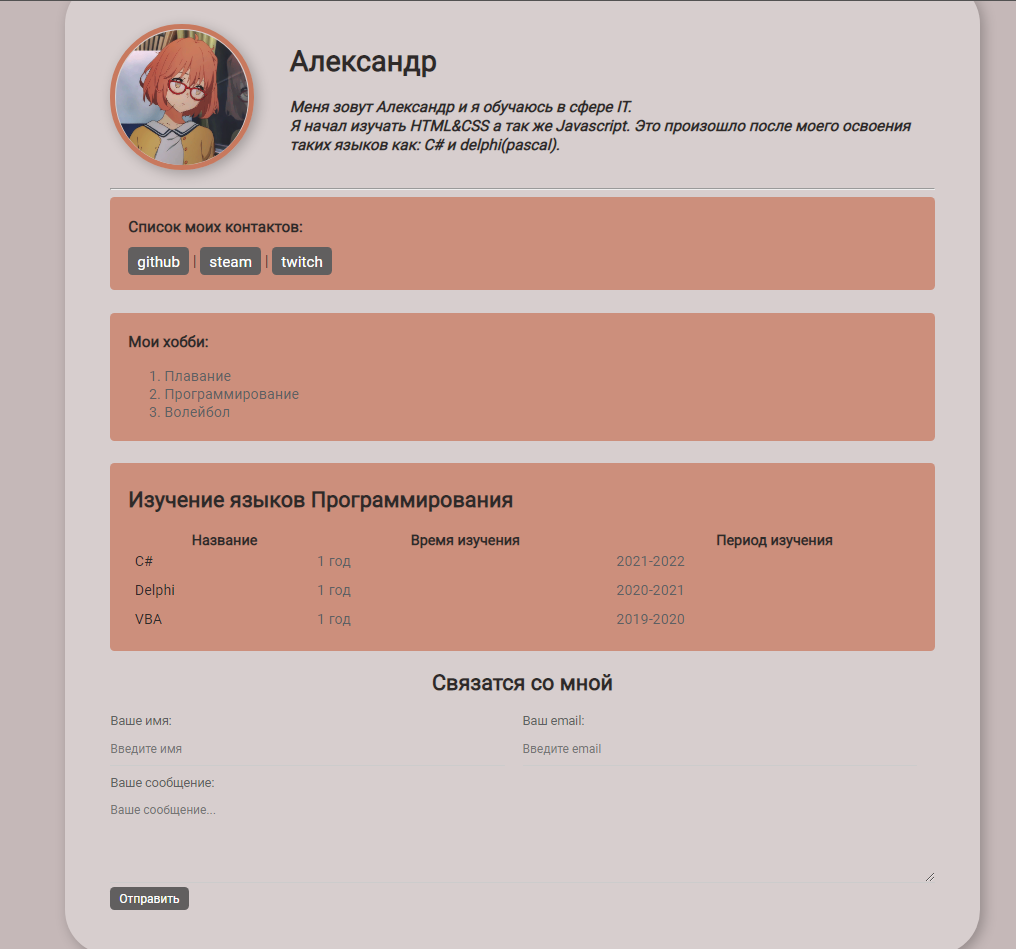 Александр
Меня зовут Александр и я обучаюсь в сфере IT.
Я начал изучать HTML&CSS а так же Javascript. Это произошло после моего освоения
таких языков как: C# и delphi(pascal).
Список моих контактов:
github | steam | twitch
Мои хобби:
1. Плавание
2. Программирование
3. Волейбол
Изучение языков Программирования
Название Время изучения Период изучения
C# 1 год 2021-2022
Delphi 1 год 2020-2021
VBA 1 год 2019-2020
Связатся со мной
Ваше имя: Ваш email:
Введите имя Введите email
Ваше сообщение:
Ваше сообщение...
Отправить